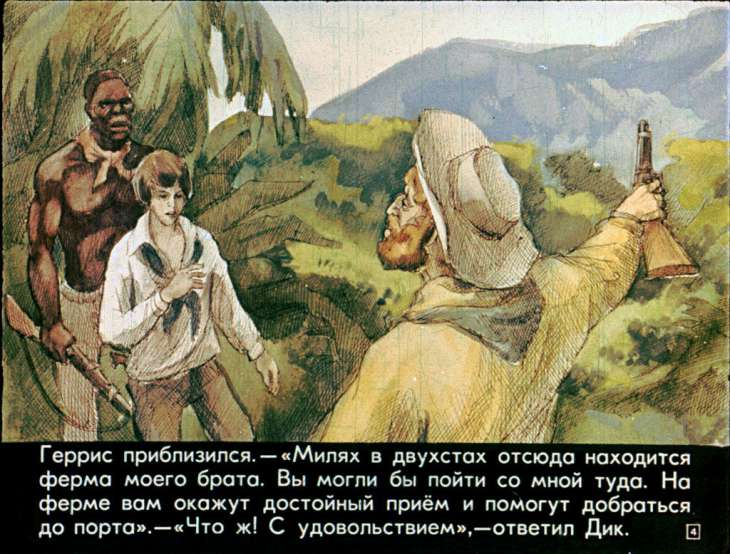 Геррис приблизился.—«Милях в двухстах отсюда находится
ферма моего брата. Вы могли бы пойти со мной туда. На
ферме вам окажут достойный приём и помогут добраться
до порта».—«Что ж! С удовольствием»,—ответил Дик.
4